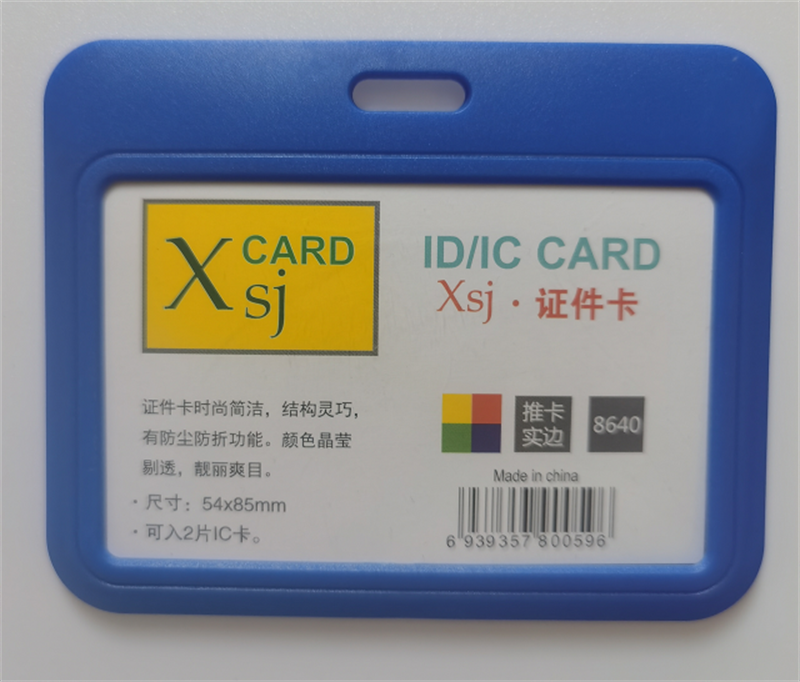 X CARD
sj
ID/IC CARD
Xsj · 证件卡
证件卡时尚简洁，结构灵巧，
有防尘防折功能。颜色晶莹
剔透，靓丽爽目。
· 尺寸：54x85mm
· 可入2片IC卡。
推卡
实边
8640
Made in china
6 939357 800596